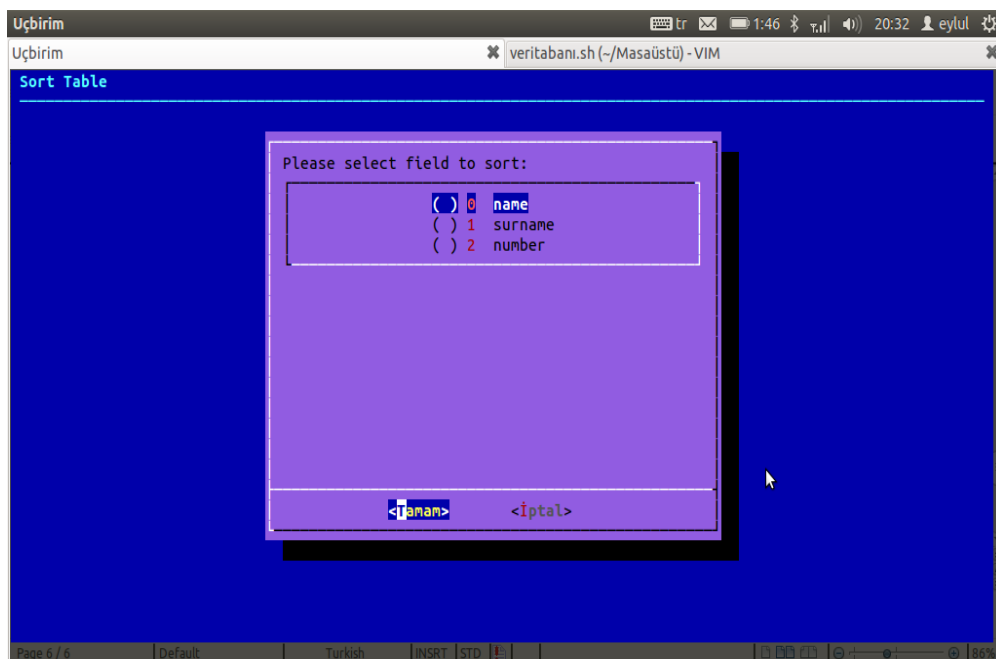 Uçbirim tr 1:46 20:32 eylul
Uçbirim veritabanı.sh (~/Masaüstü) - VIM
Sort Table
Please select field to sort:
( ) 0 name
( ) 1 surname
( ) 2 number
<Tamam> <İptal>
Page 6 / 6 Default Turkish INSRT STD 86%